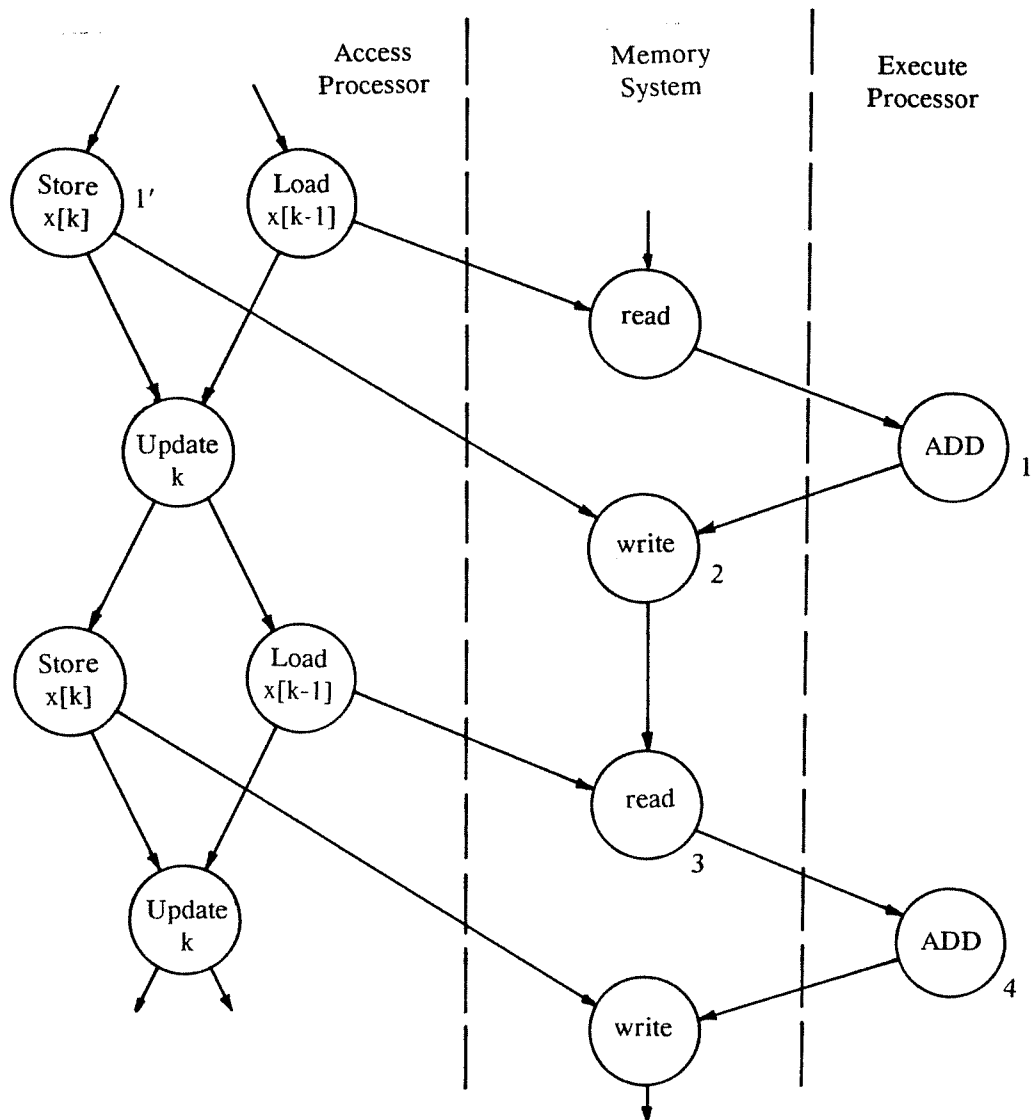 Access
Processor
Memory
System
Execute
Processor
Store
x[k]
1'
Load
x[k-1]
read
ADD
1
Update
k
write
2
Store
x[k]
Load
x[k-1]
read
3
Update
k
ADD
4
write